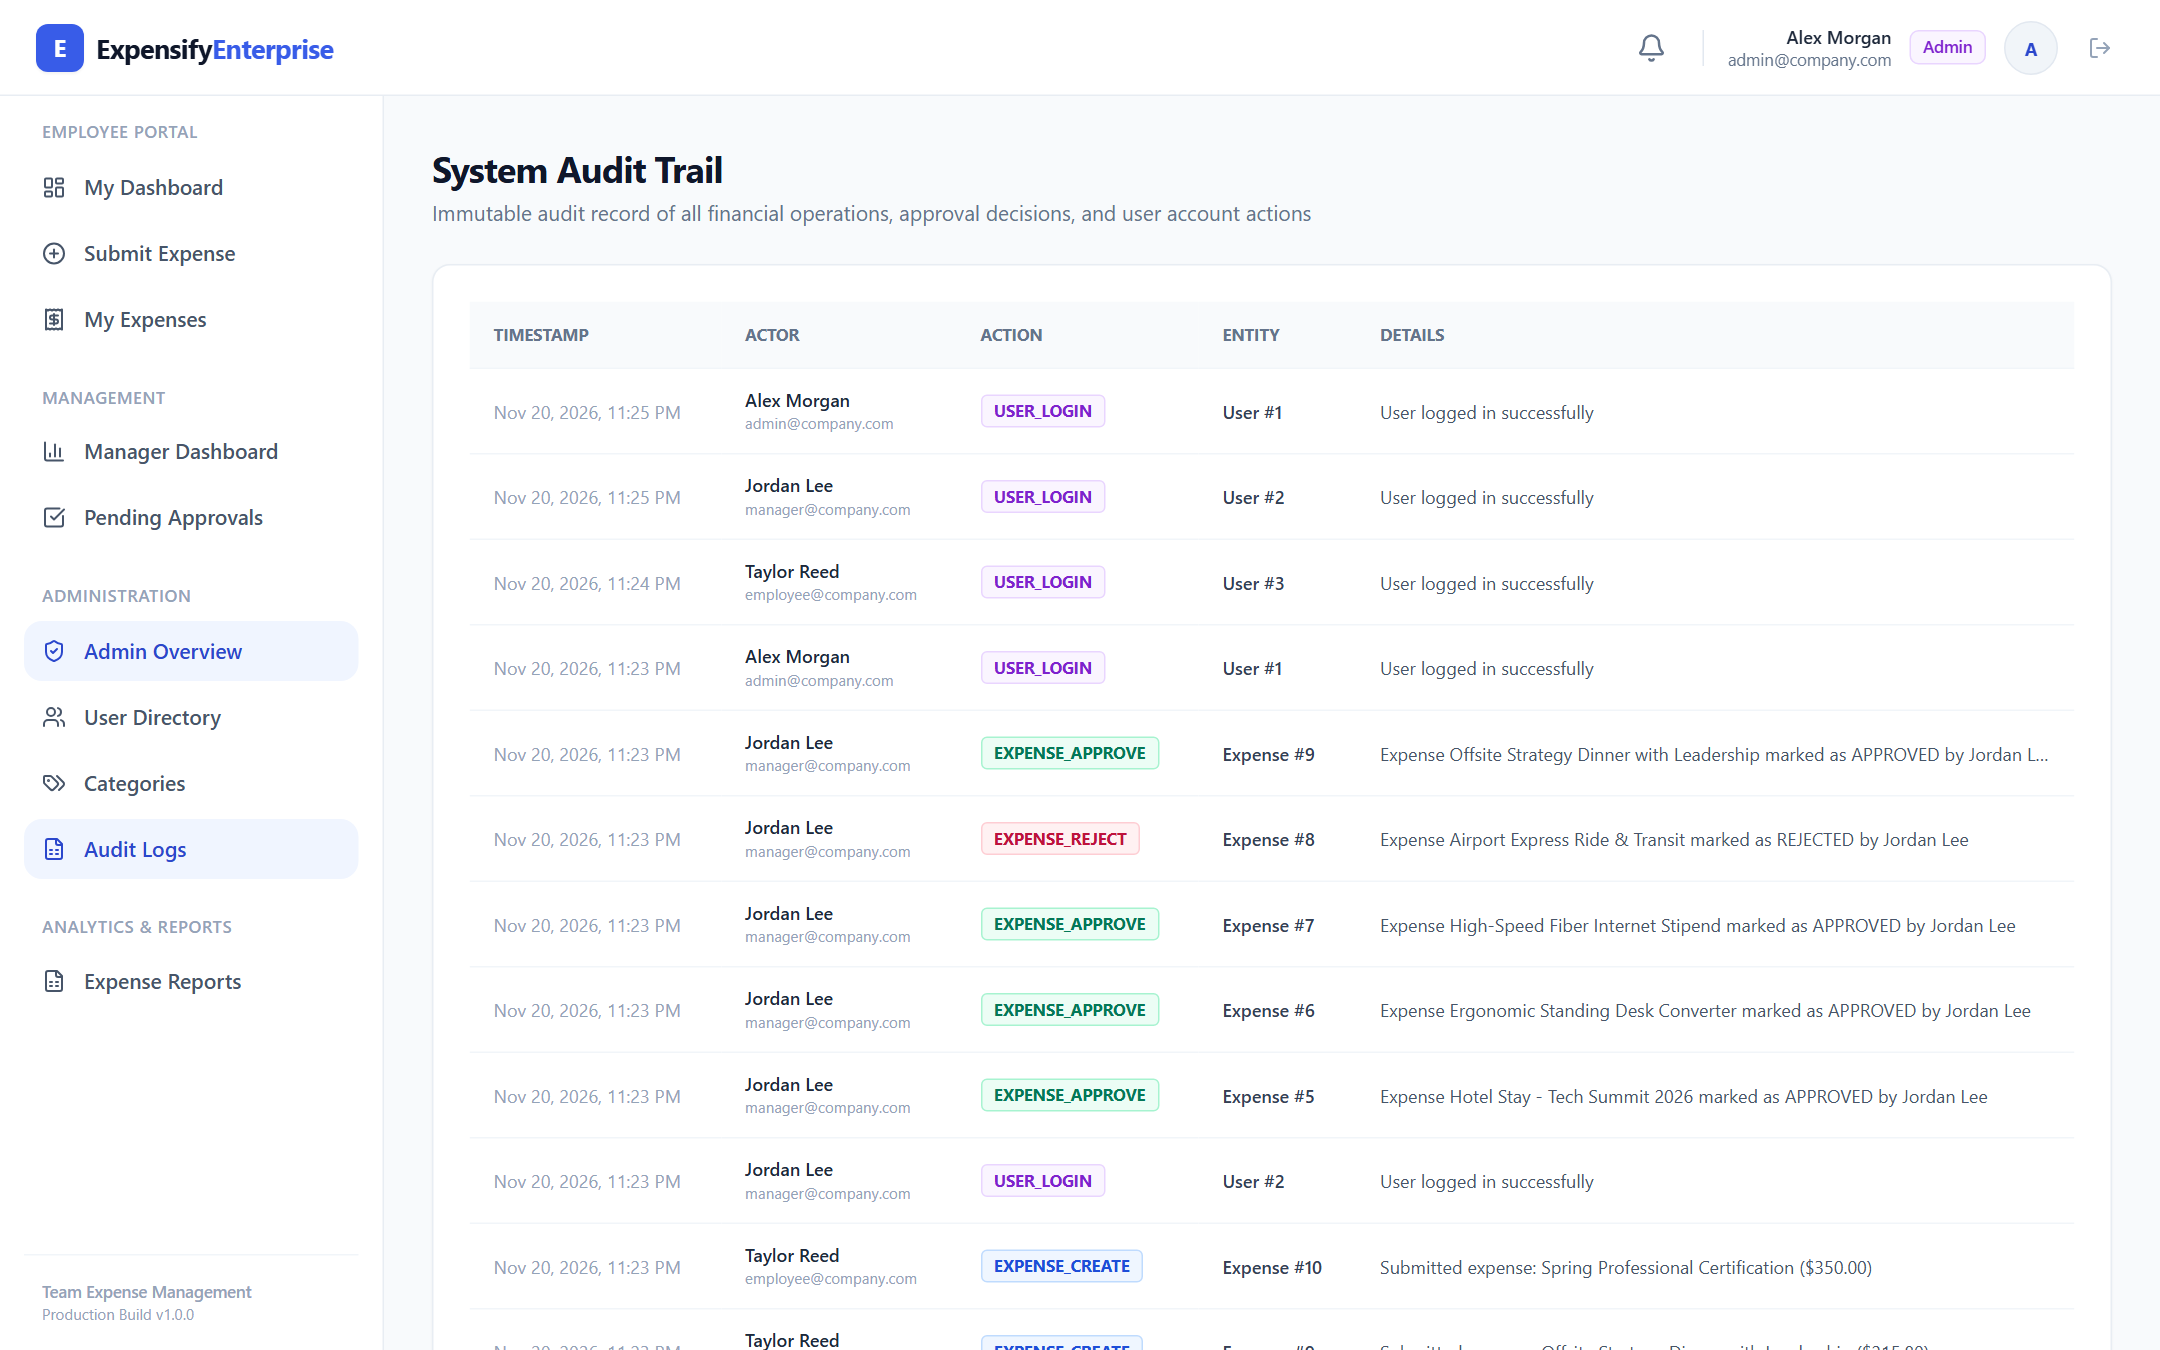 E ExpensifyEnterprise
Alex Morgan
admin@company.com
Admin
A
EMPLOYEE PORTAL
My Dashboard
Submit Expense
My Expenses
MANAGEMENT
Manager Dashboard
Pending Approvals
ADMINISTRATION
Admin Overview
User Directory
Categories
Audit Logs
ANALYTICS & REPORTS
Expense Reports
Team Expense Management
Production Build v1.0.0
System Audit Trail
Immutable audit record of all financial operations, approval decisions, and user account actions
TIMESTAMP ACTOR ACTION ENTITY DETAILS
Nov 20, 2026, 11:25 PM Alex Morgan admin@company.com USER_LOGIN User #1 User logged in successfully
Nov 20, 2026, 11:25 PM Jordan Lee manager@company.com USER_LOGIN User #2 User logged in successfully
Nov 20, 2026, 11:24 PM Taylor Reed employee@company.com USER_LOGIN User #3 User logged in successfully
Nov 20, 2026, 11:23 PM Alex Morgan admin@company.com USER_LOGIN User #1 User logged in successfully
Nov 20, 2026, 11:23 PM Jordan Lee manager@company.com EXPENSE_APPROVE Expense #9 Expense Offsite Strategy Dinner with Leadership marked as APPROVED by Jordan L...
Nov 20, 2026, 11:23 PM Jordan Lee manager@company.com EXPENSE_REJECT Expense #8 Expense Airport Express Ride & Transit marked as REJECTED by Jordan Lee
Nov 20, 2026, 11:23 PM Jordan Lee manager@company.com EXPENSE_APPROVE Expense #7 Expense High-Speed Fiber Internet Stipend marked as APPROVED by Jordan Lee
Nov 20, 2026, 11:23 PM Jordan Lee manager@company.com EXPENSE_APPROVE Expense #6 Expense Ergonomic Standing Desk Converter marked as APPROVED by Jordan Lee
Nov 20, 2026, 11:23 PM Jordan Lee manager@company.com EXPENSE_APPROVE Expense #5 Expense Hotel Stay - Tech Summit 2026 marked as APPROVED by Jordan Lee
Nov 20, 2026, 11:23 PM Jordan Lee manager@company.com USER_LOGIN User #2 User logged in successfully
Nov 20, 2026, 11:23 PM Taylor Reed employee@company.com EXPENSE_CREATE Expense #10 Submitted expense: Spring Professional Certification ($350.00)
Taylor Reed EXPENSE_CREATE